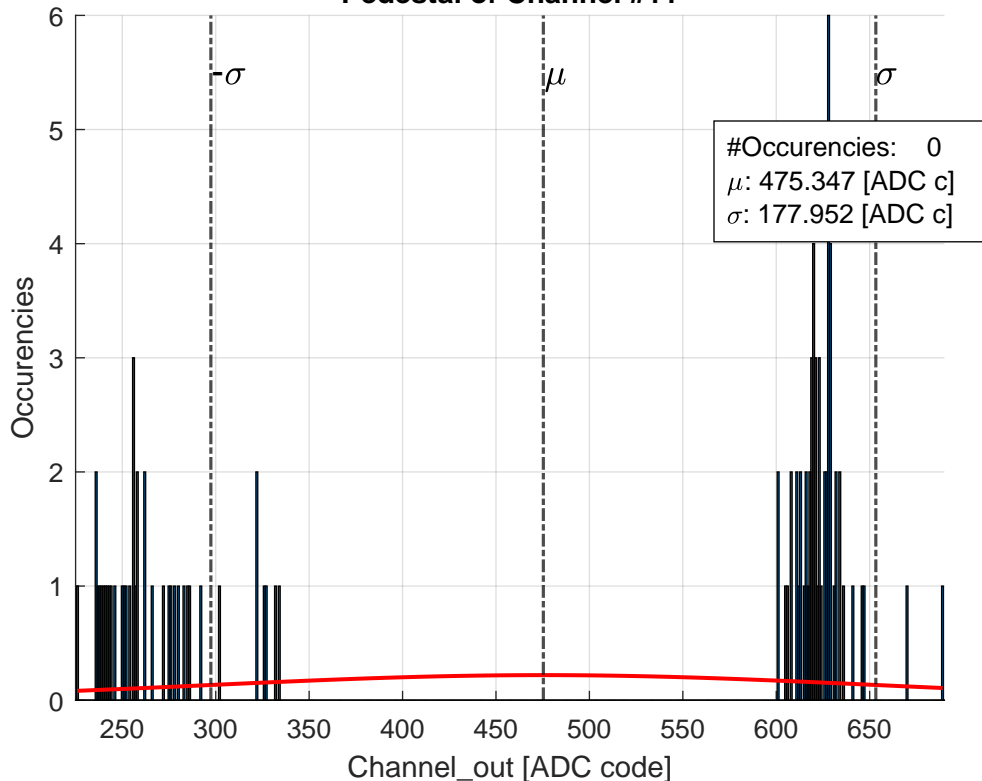 6
-σ
μ
σ
5
#Occurencies: 0
μ: 475.347 [ADC c]
σ: 177.952 [ADC c]
4
3
2
1
0
Occurencies
250 300 350 400 450 500 550 600 650
Channel_out [ADC code]